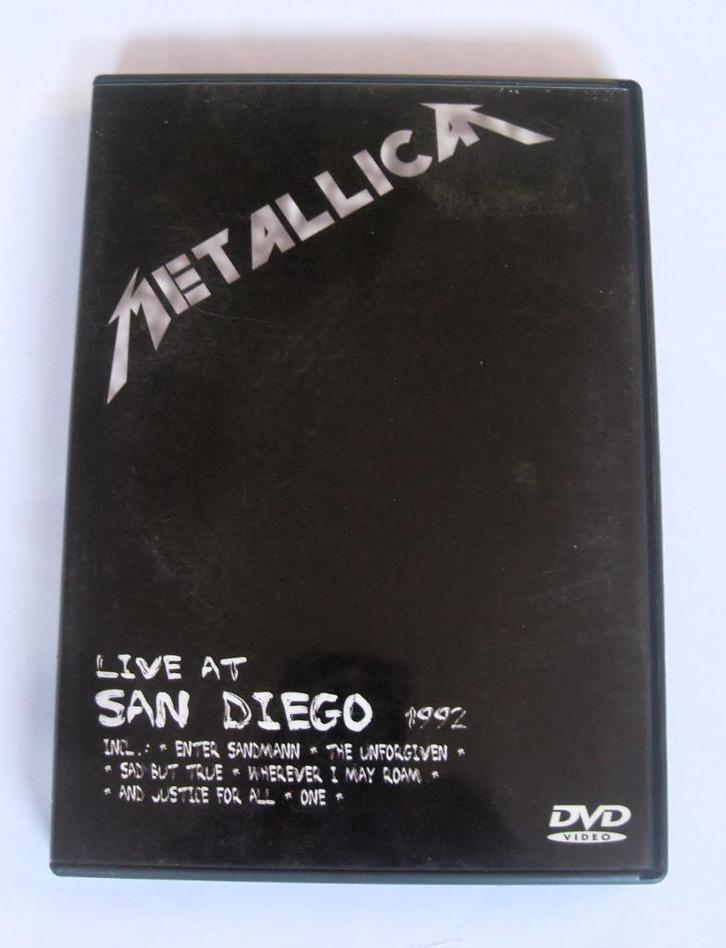 METALLICA
LIVE AT
SAN DIEGO 1992
INCL.: * ENTER SANDMANN * THE UNFORGIVEN *
* SAD BUT TRUE * WHEREVER I MAY ROAM *
* AND JUSTICE FOR ALL * ONE *
DVD
VIDEO